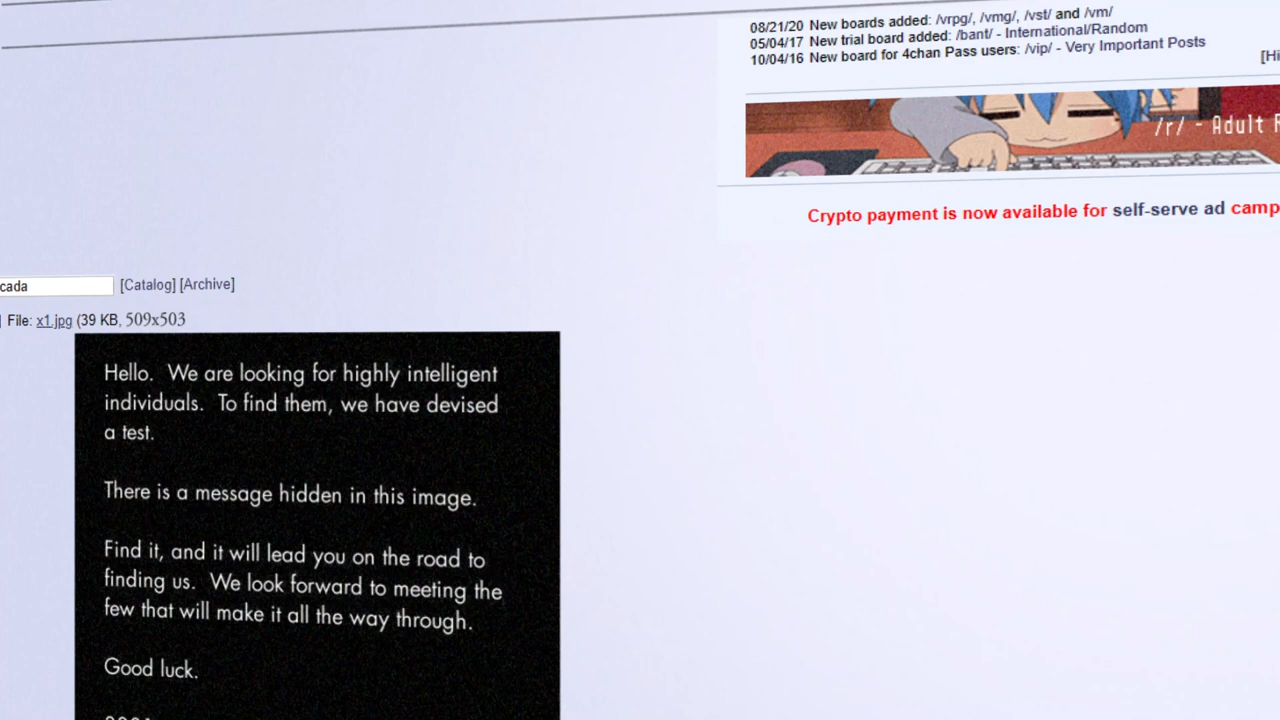 08/21/20 New boards added: /vrpg/, /vmg/, /vst/ and /vm/
05/04/17 New trial board added: /bant/ - International/Random
10/04/16 New board for 4chan Pass users: /vip/ - Very Important Posts
[Hi
/r/ - Adult
Crypto payment is now available for self-serve ad camp
cada
[Catalog] [Archive]
File: x1.jpg (39 KB, 509x503
Hello. We are looking for highly intelligent
individuals. To find them, we have devised
a test.
There is a message hidden in this image.
Find it, and it will lead you on the road to
finding us. We look forward to meeting the
few that will make it all the way through.
Good luck.